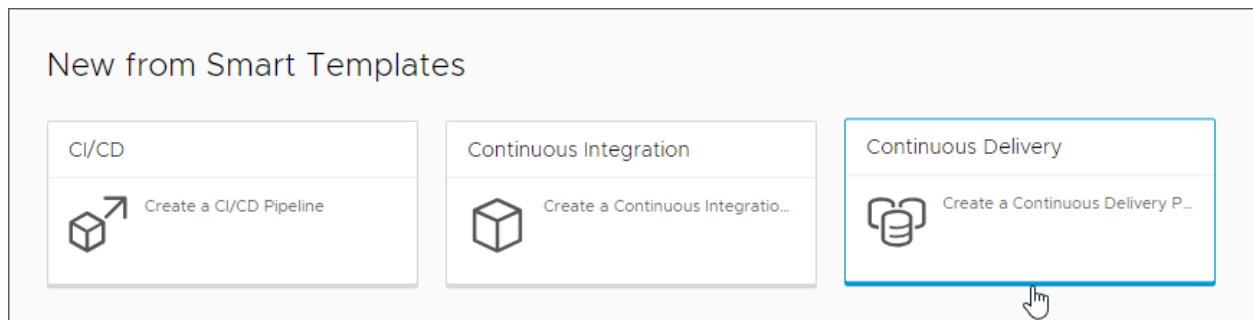 New from Smart Templates
CI/CD
Create a CI/CD Pipeline
Continuous Integration
Create a Continuous Integratio...
Continuous Delivery
Create a Continuous Delivery P...